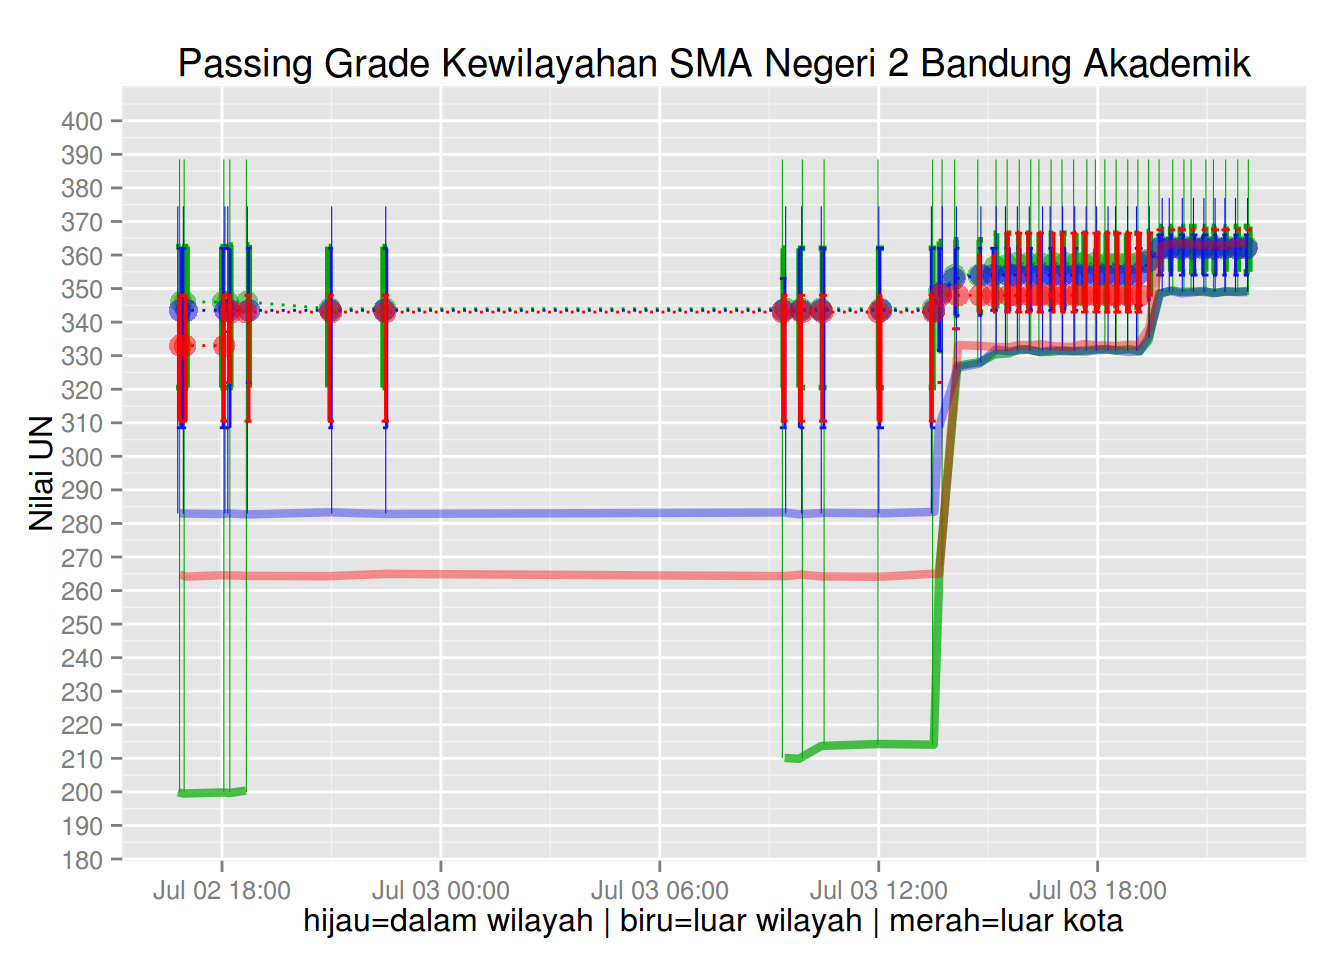 Passing Grade Kewilayahan SMA Negeri 2 Bandung Akademik
Nilai UN
400
390
380
370
360
350
340
330
320
310
300
290
280
270
260
250
240
230
220
210
200
190
180
Jul 02 18:00
Jul 03 00:00
Jul 03 06:00
Jul 03 12:00
Jul 03 18:00
hijau=dalam wilayah | biru=luar wilayah | merah=luar kota